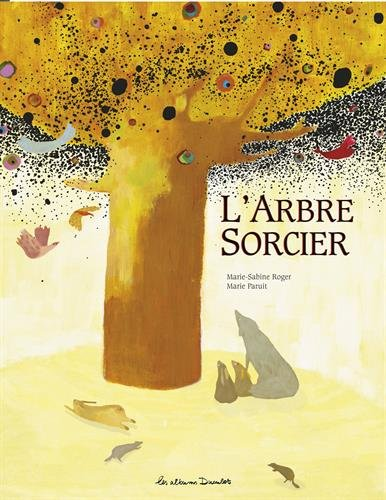 L'ARBRE
SORCIER
Marie-Sabine Roger
Marie Paruit
les albums Duculot